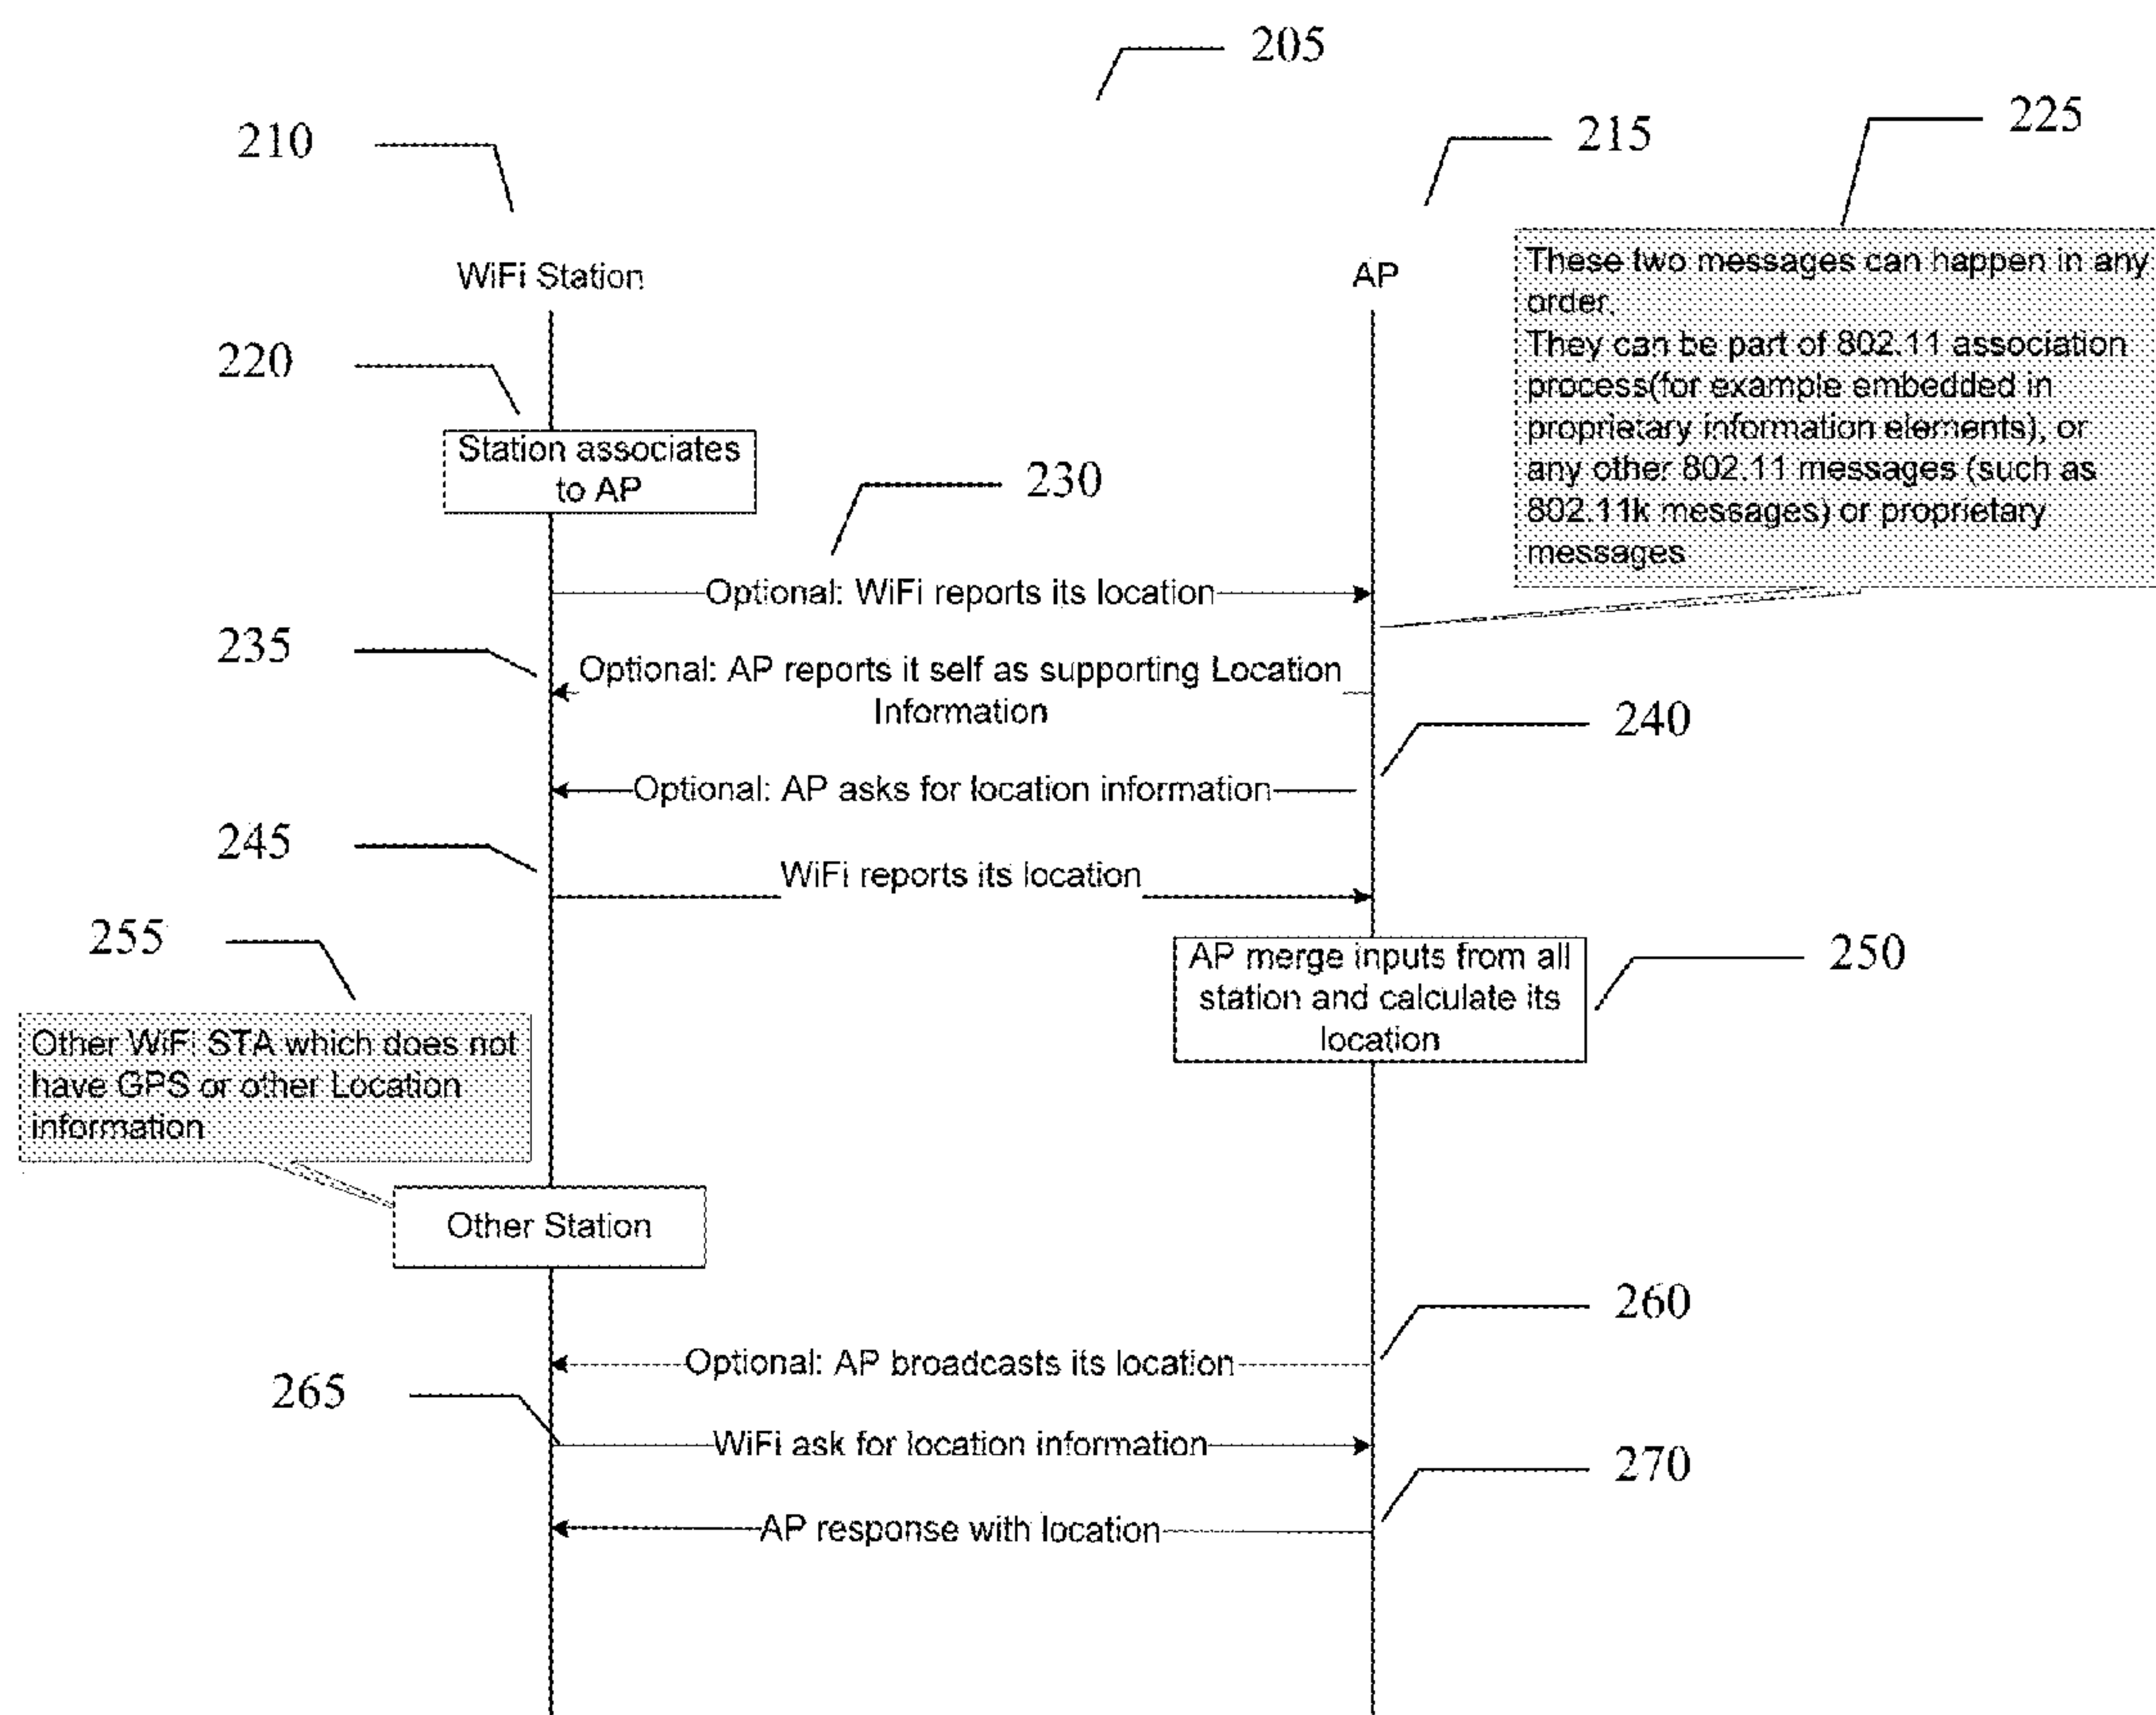 205
210
215
225
WiFi Station
AP
These two messages can happen in any
order.
They can be part of 802.11 association
process(for example embedded in
proprietary information elements), or
any other 802.11 messages (such as
802.11k messages) or proprietary
messages
220
Station associates
to AP
230
Optional: WiFi reports its location
235
Optional: AP reports it self as supporting Location
Information
240
Optional: AP asks for location information
245
WiFi reports its location
255
AP merge inputs from all
station and calculate its
location
250
Other WiFi STA which does not
have GPS or other Location
information
Other Station
260
Optional: AP broadcasts its location
265
WiFi ask for location information
270
AP response with location